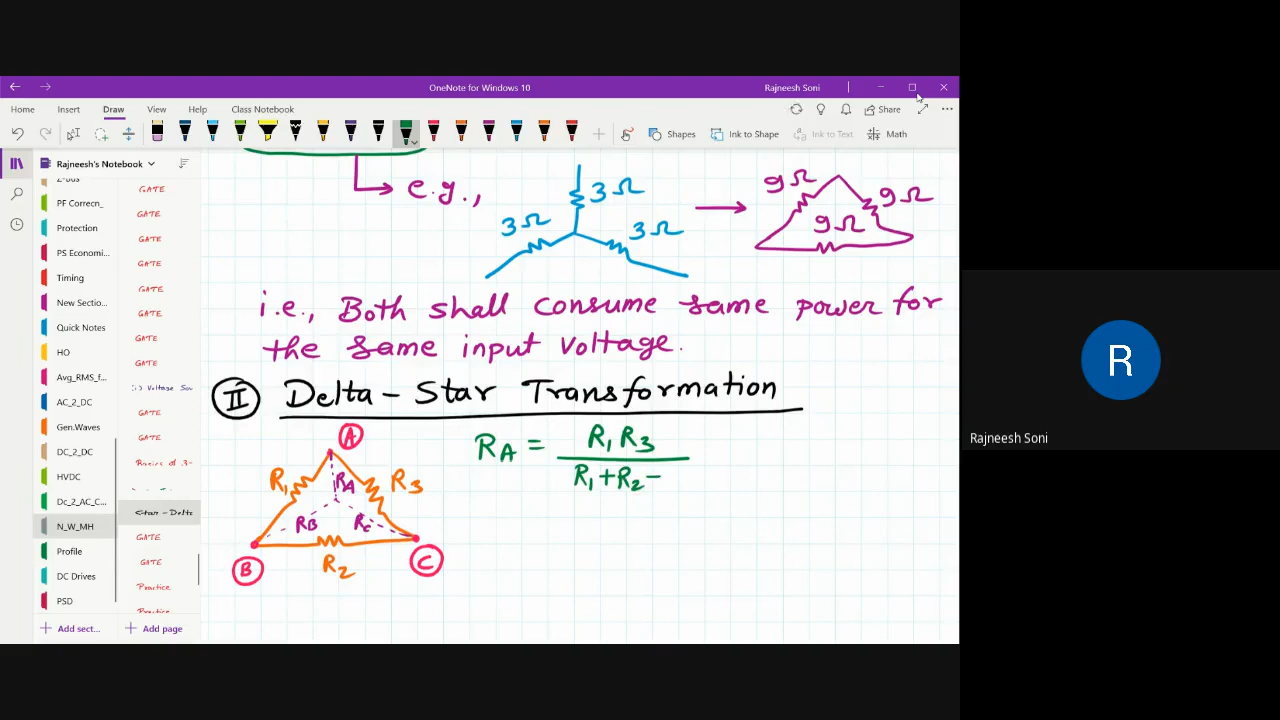 OneNote for Windows 10
Rajneesh Soni
Home Insert Draw View Help Class Notebook
Share
Shapes Ink to Shape Ink to Text Math
Rajneesh's Notebook
PF Correcn_
Protection
PS Economi...
Timing
New Sectio...
Quick Notes
HO
Avg_RMS_f...
AC_2_DC
Gen.Waves
DC_2_DC
HVDC
Dc_2_AC_C...
N_W_MH
Profile
DC Drives
PSD
Add sect...
GATE
GATE
GATE
GATE
GATE
GATE
GATE
GATE
(i) Voltage Sou
GATE
GATE
Basics of 3-
Star-Delta
GATE
GATE
Practice
Add page
e.g.,
3Ω
3Ω
3Ω
9Ω
9Ω
9Ω
i.e., Both shall consume same power for
the same input voltage.
II Delta - Star Transformation
A
R1 RA R3
RB RC
B R2 C
RA = R1 R3
R1 + R2 -
R
Rajneesh Soni